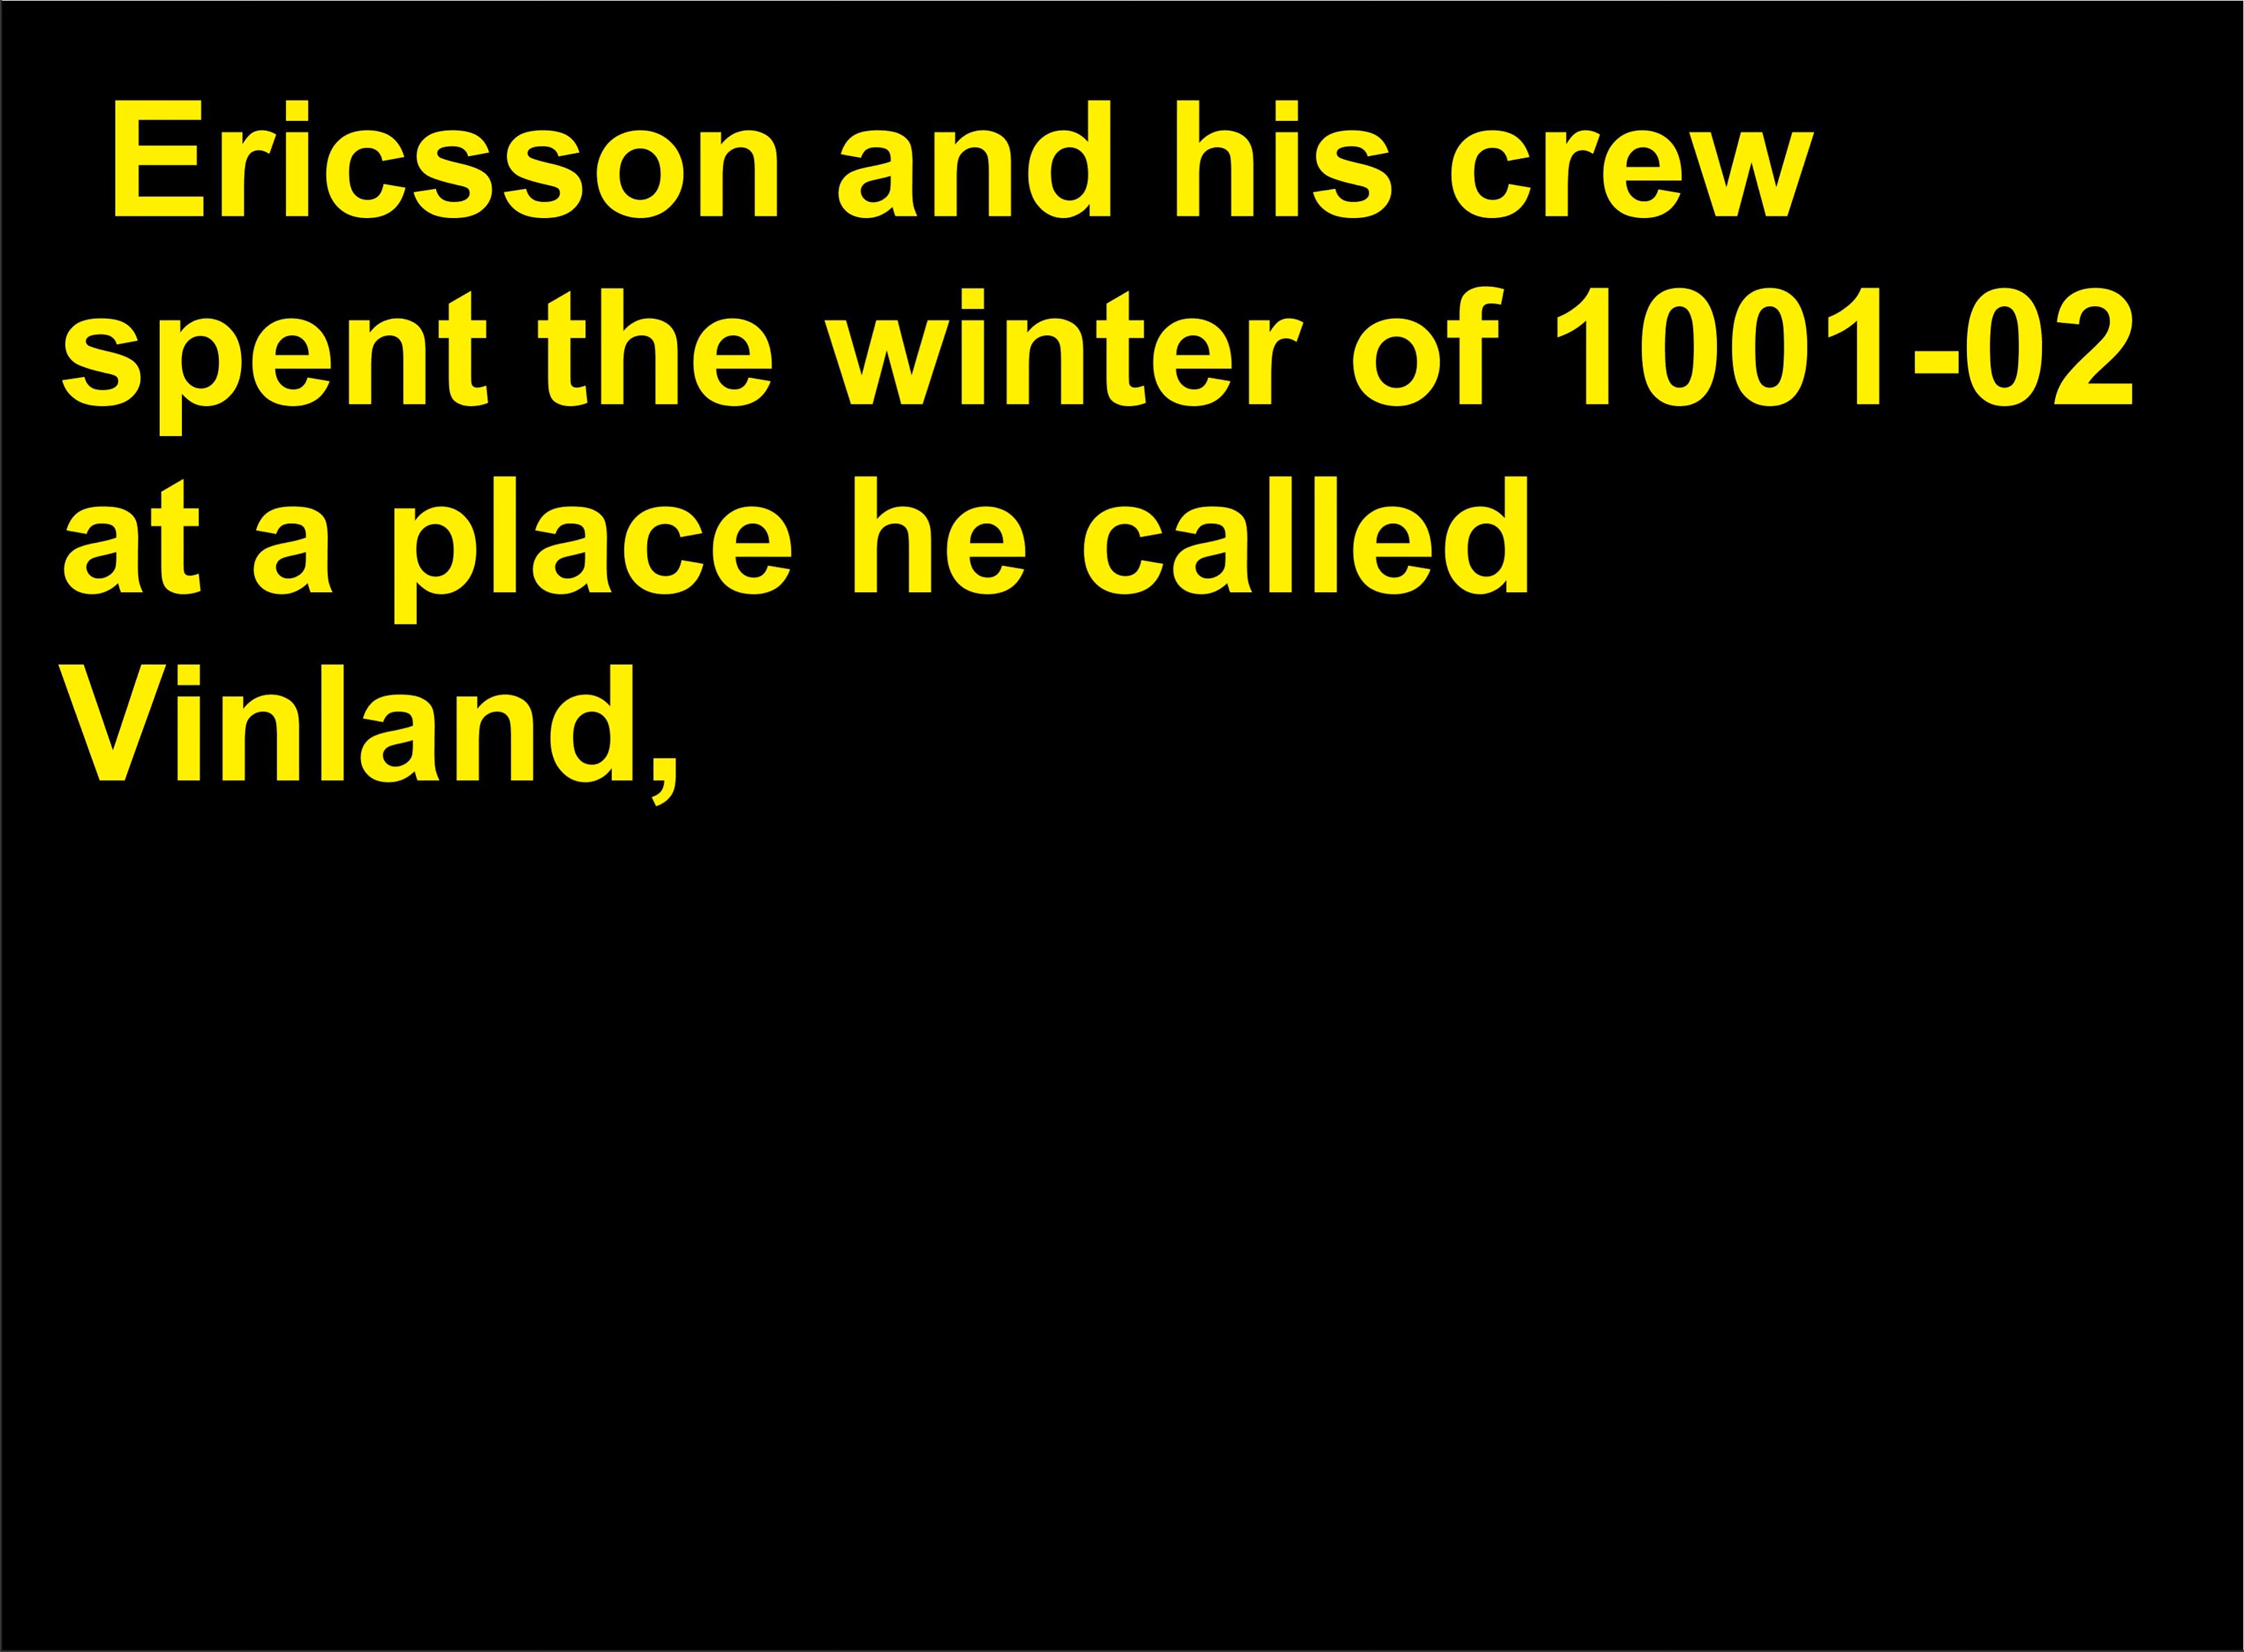 Ericsson and his crew
spent the winter of 1001-02
at a place he called
Vinland,